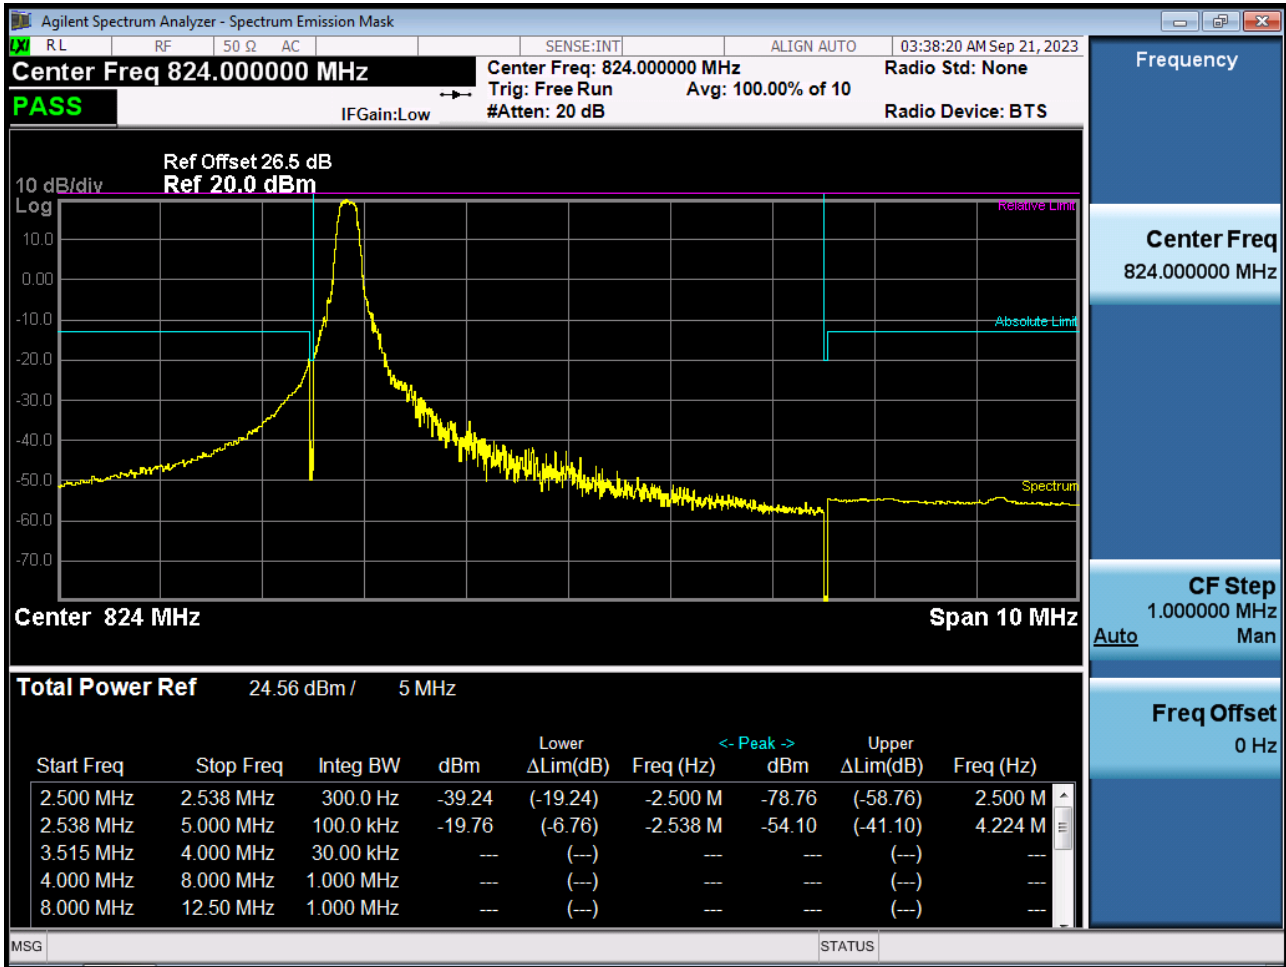 Agilent Spectrum Analyzer - Spectrum Emission Mask
LXI RL RF 50 Ω AC SENSE:INT ALIGN AUTO 03:38:20 AM Sep 21, 2023
Center Freq 824.000000 MHz
Center Freq: 824.000000 MHz Radio Std: None
Trig: Free Run Avg: 100.00% of 10
PASS IFGain:Low #Atten: 20 dB Radio Device: BTS
Ref Offset 26.5 dB
10 dB/div Ref 20.0 dBm
Log
Relative Limit
10.0
0.00
-10.0
Absolute Limit
-20.0
-30.0
-40.0
-50.0
Spectrum
-60.0
-70.0
Center 824 MHz Span 10 MHz
Total Power Ref 24.56 dBm / 5 MHz
Lower <- Peak -> Upper
Start Freq Stop Freq Integ BW dBm ΔLim(dB) Freq (Hz) dBm ΔLim(dB) Freq (Hz)
2.500 MHz 2.538 MHz 300.0 Hz -39.24 (-19.24) -2.500 M -78.76 (-58.76) 2.500 M
2.538 MHz 5.000 MHz 100.0 kHz -19.76 (-6.76) -2.538 M -54.10 (-41.10) 4.224 M
3.515 MHz 4.000 MHz 30.00 kHz --- (---) --- --- (---) ---
4.000 MHz 8.000 MHz 1.000 MHz --- (---) --- --- (---) ---
8.000 MHz 12.50 MHz 1.000 MHz --- (---) --- --- (---) ---
MSG STATUS
Frequency
Center Freq
824.000000 MHz
CF Step
1.000000 MHz
Auto Man
Freq Offset
0 Hz